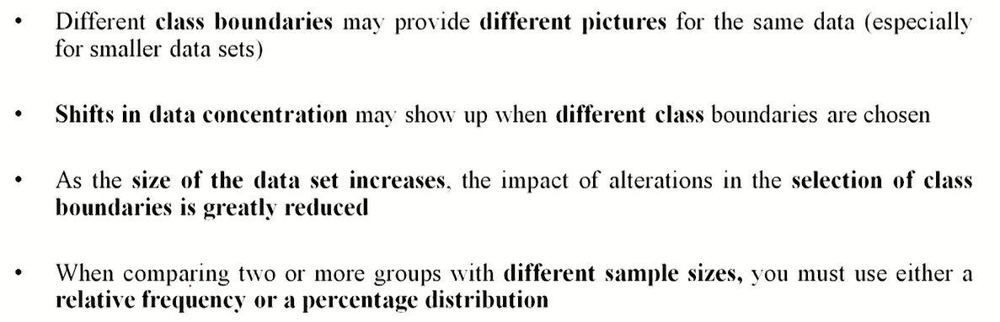 • Different class boundaries may provide different pictures for the same data (especially
for smaller data sets)
• Shifts in data concentration may show up when different class boundaries are chosen
• As the size of the data set increases, the impact of alterations in the selection of class
boundaries is greatly reduced
• When comparing two or more groups with different sample sizes, you must use either a
relative frequency or a percentage distribution